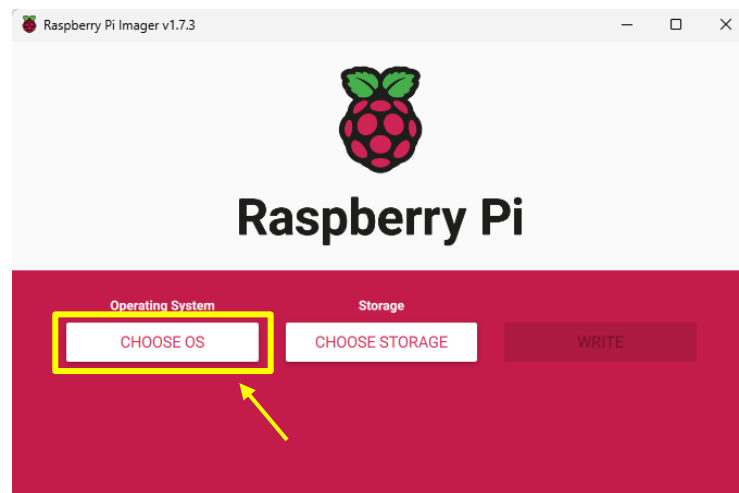 Raspberry Pi Imager v1.7.3
Raspberry Pi
Operating System
Storage
CHOOSE OS
CHOOSE STORAGE
WRITE